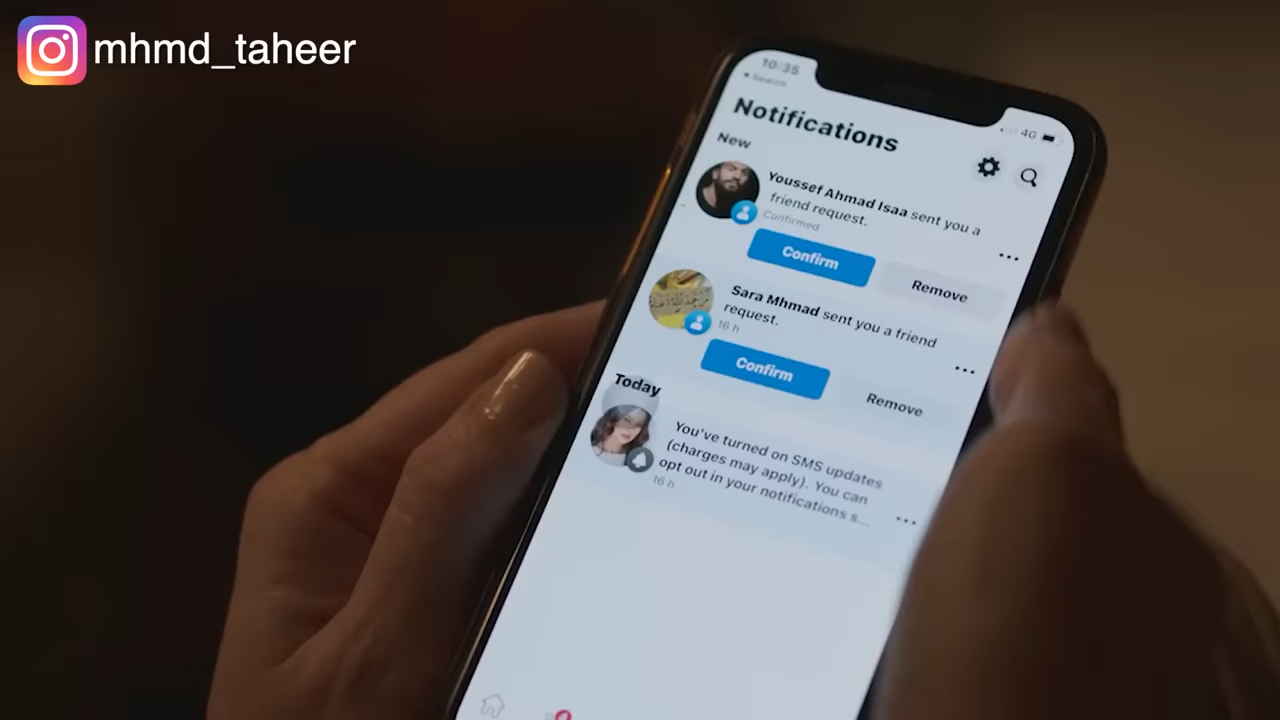 mhmd_taheer
10:35
Search
4G
Notifications
New
Youssef Ahmad Isaa sent you a
friend request.
Confirmed
Confirm
Remove
Sara Mhmad sent you a friend
request.
16 h
Confirm
Remove
Today
You've turned on SMS updates
(charges may apply). You can
opt out in your notifications s...
16 h